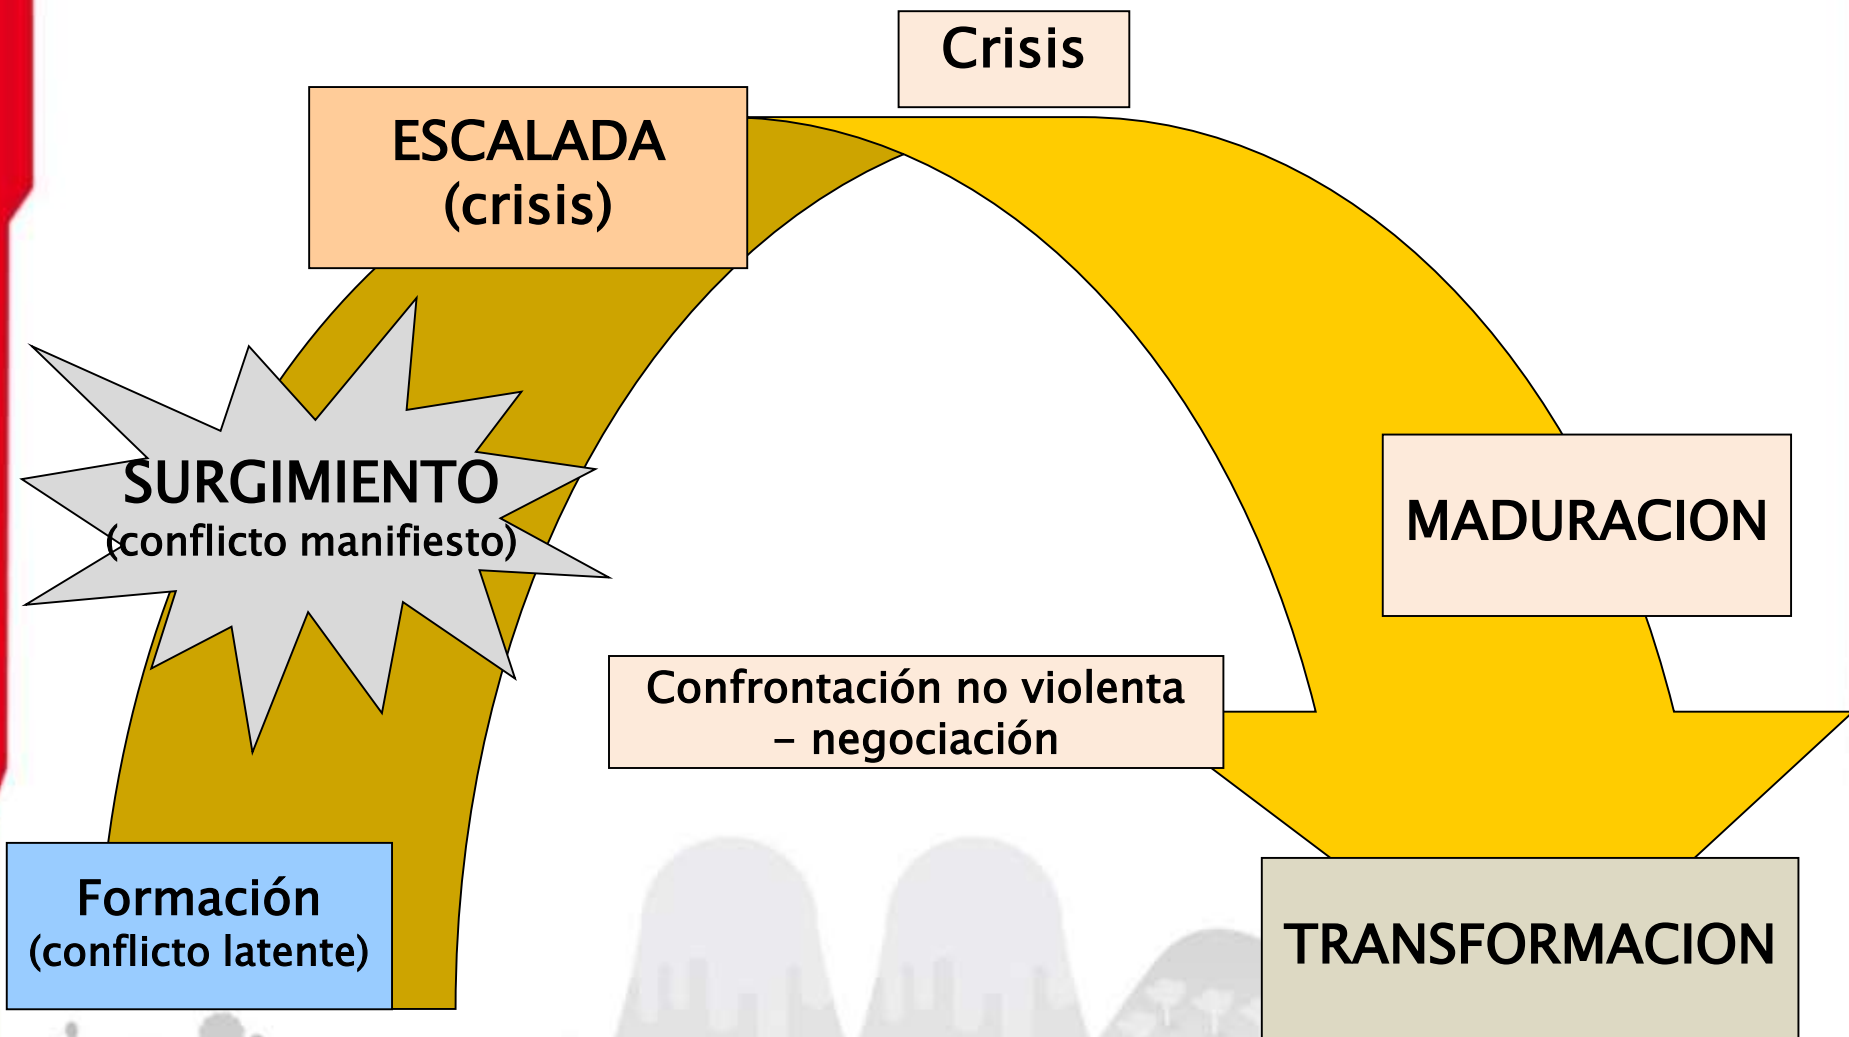 Crisis
ESCALADA
(crisis)
SURGIMIENTO
(conflicto manifiesto)
MADURACION
Confrontación no violenta
- negociación
Formación
(conflicto latente)
TRANSFORMACION